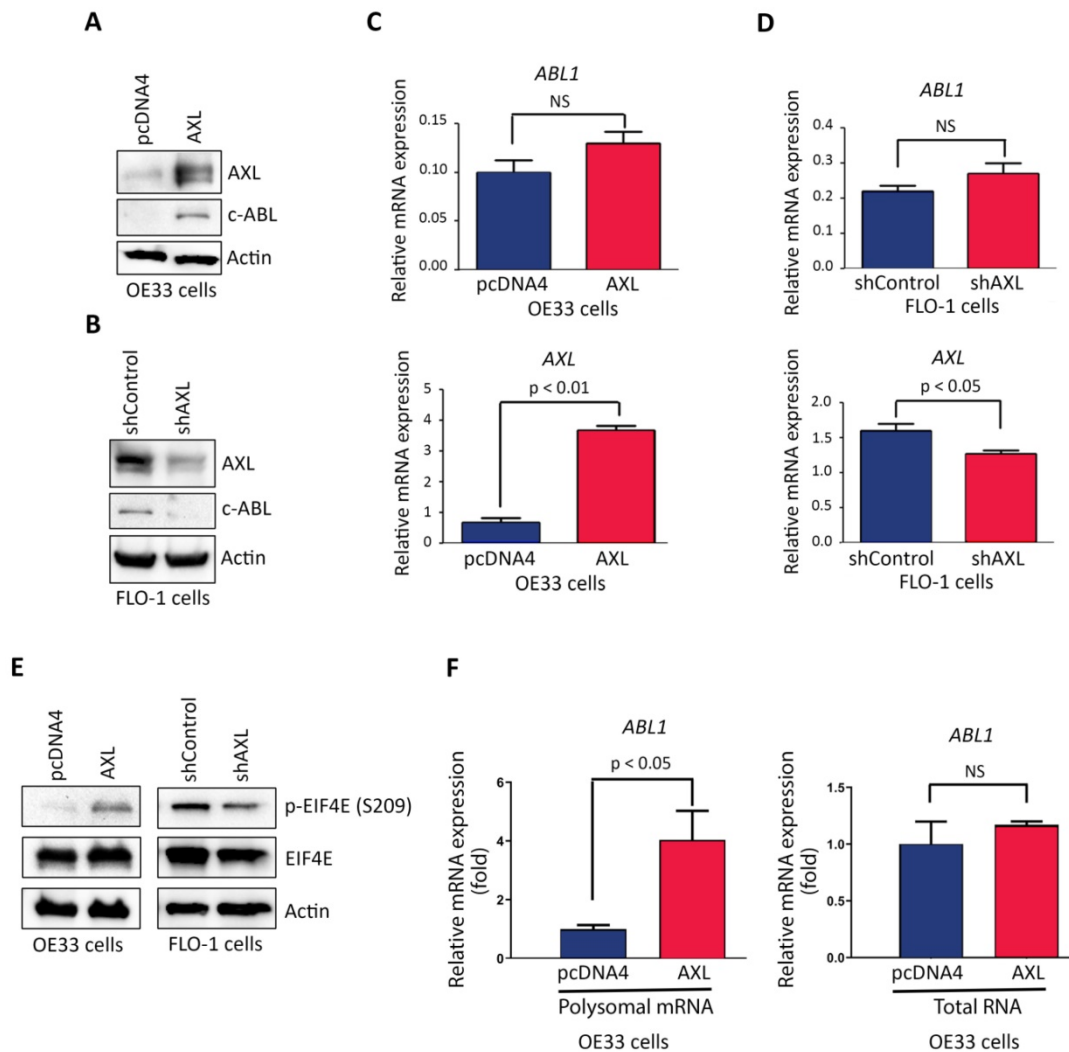 A
pcDNA4
AXL
AXL
c-ABL
Actin
OE33 cells
B
shControl
shAXL
AXL
c-ABL
Actin
FLO-1 cells
C
ABL1
NS
Relative mRNA expression
0.15
0.10
0.05
0.00
pcDNA4 AXL
OE33 cells
AXL
p < 0.01
Relative mRNA expression
5
4
3
2
1
0
pcDNA4 AXL
OE33 cells
D
ABL1
NS
Relative mRNA expression
0.4
0.3
0.2
0.1
0.0
shControl shAXL
FLO-1 cells
AXL
p < 0.05
Relative mRNA expression
2.0
1.5
1.0
0.5
0.0
shControl shAXL
FLO-1 cells
E
pcDNA4
AXL
shControl
shAXL
p-EIF4E (S209)
EIF4E
Actin
OE33 cells
FLO-1 cells
F
ABL1
p < 0.05
Relative mRNA expression
(fold)
6
4
2
0
pcDNA4 AXL
Polysomal mRNA
OE33 cells
ABL1
NS
Relative mRNA expression
(fold)
1.5
1.0
0.5
0.0
pcDNA4 AXL
Total RNA
OE33 cells